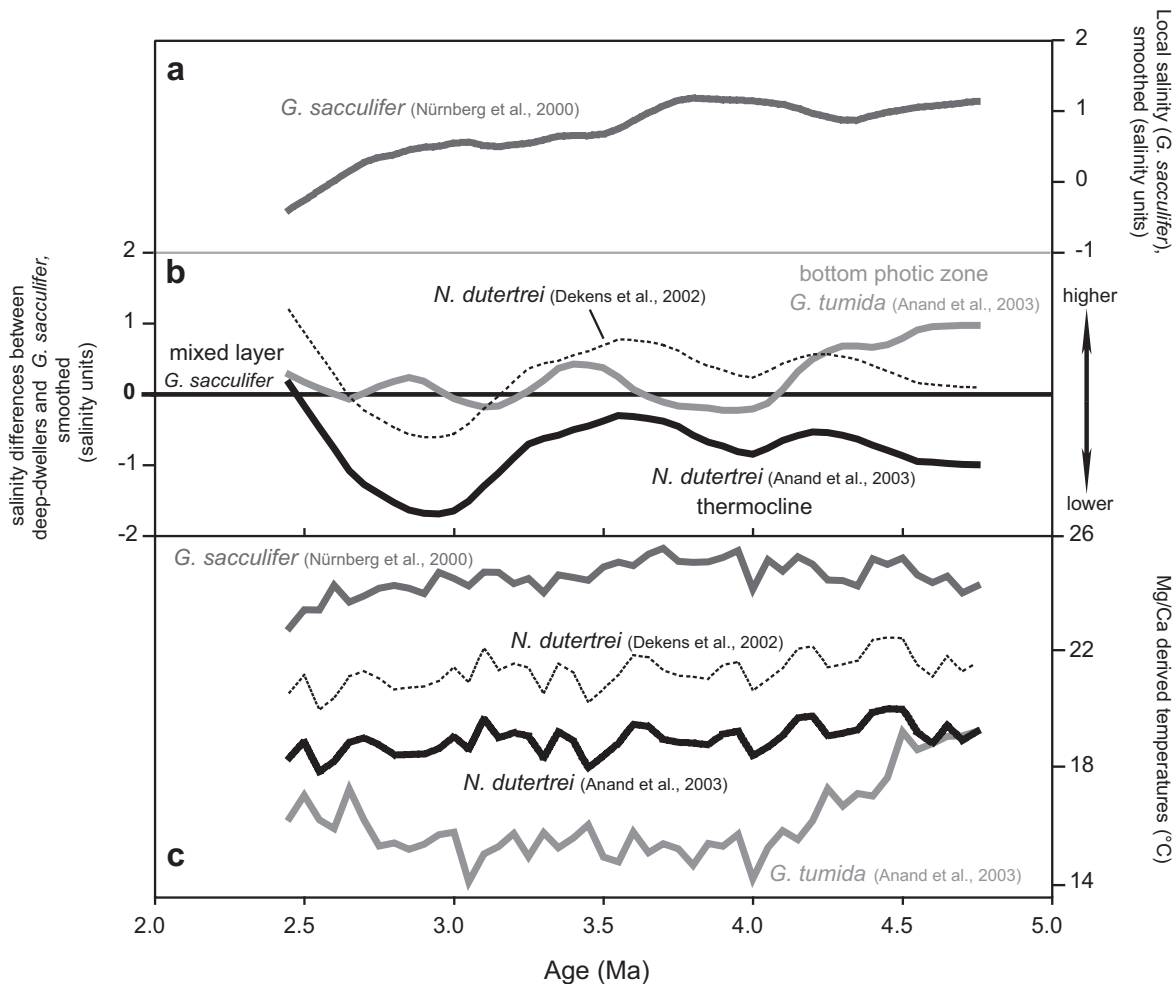 a
G. sacculifer (Nürnberg et al., 2000)
2
1
0
-1
Local salinity (G. sacculifer),
smoothed (salinity units)
b
2
1
0
-1
-2
salinity differences between
deep-dwellers and G. sacculifer,
smoothed
(salinity units)
bottom photic zone
G. tumida (Anand et al., 2003)
N. dutertrei (Dekens et al., 2002)
mixed layer
G. sacculifer
N. dutertrei (Anand et al., 2003)
thermocline
higher
lower
G. sacculifer (Nürnberg et al., 2000)
N. dutertrei (Dekens et al., 2002)
N. dutertrei (Anand et al., 2003)
c
G. tumida (Anand et al., 2003)
26
22
18
14
Mg/Ca derived temperatures (°C)
2.0
2.5
3.0
3.5
4.0
4.5
5.0
Age (Ma)